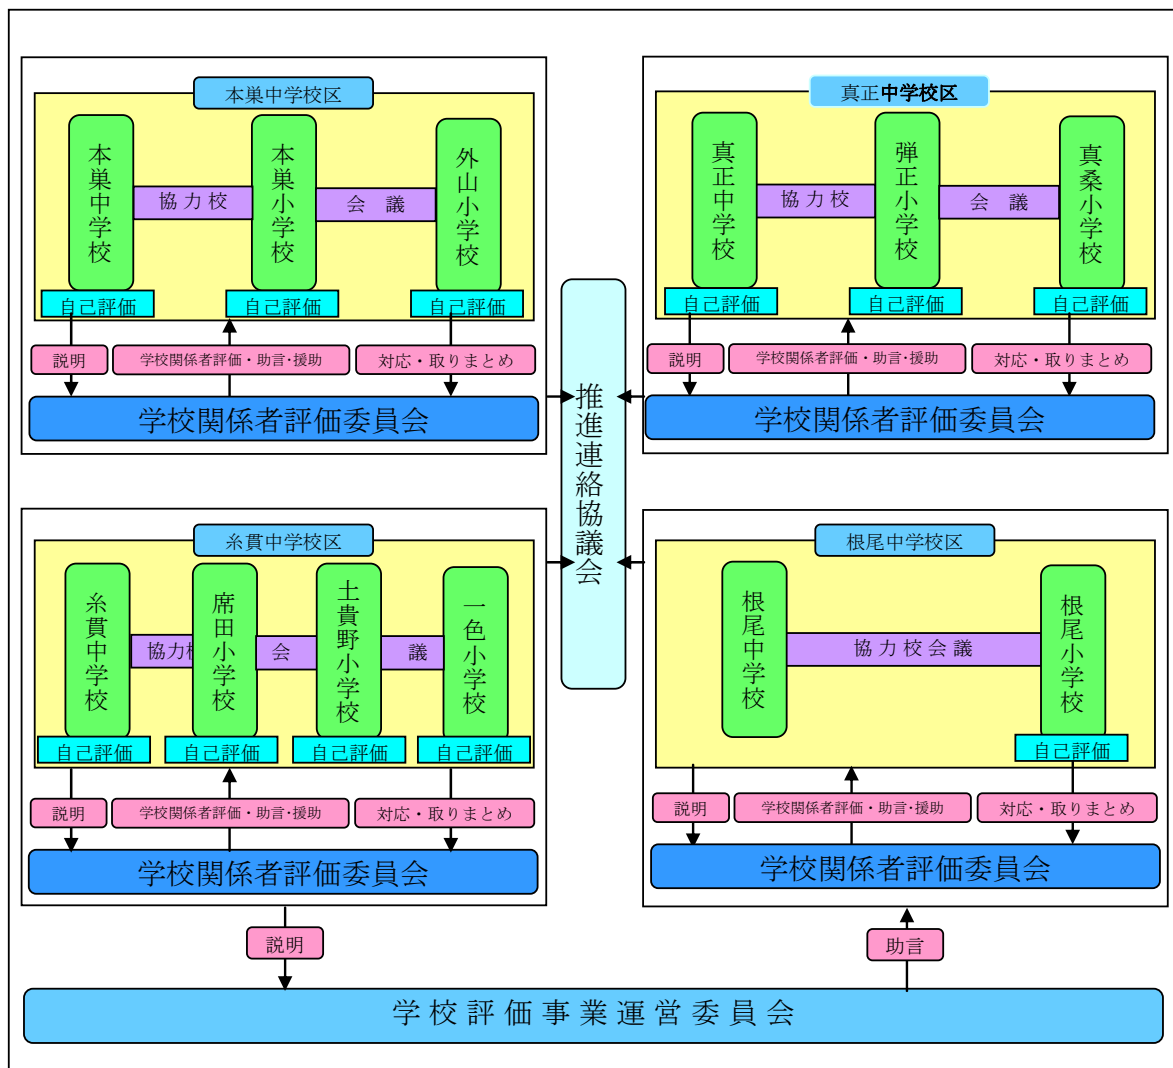 本巣中学校区
本巣中学校
協力校
本巣小学校
会 議
外山小学校
自己評価
自己評価
自己評価
説明
学校関係者評価・助言・援助
対応・取りまとめ
学校関係者評価委員会
真正中学校区
真正中学校
協力校
弾正小学校
会 議
真桑小学校
自己評価
自己評価
自己評価
説明
学校関係者評価・助言・援助
対応・取りまとめ
学校関係者評価委員会
推進連絡協議会
糸貫中学校区
糸貫中学校
協力校
席田小学校
会
土貴野小学校
議
一色小学校
自己評価
自己評価
自己評価
自己評価
説明
学校関係者評価・助言・援助
対応・取りまとめ
学校関係者評価委員会
根尾中学校区
根尾中学校
協力校会議
根尾小学校
自己評価
説明
学校関係者評価・助言・援助
対応・取りまとめ
学校関係者評価委員会
説明
助言
学校評価事業運営委員会